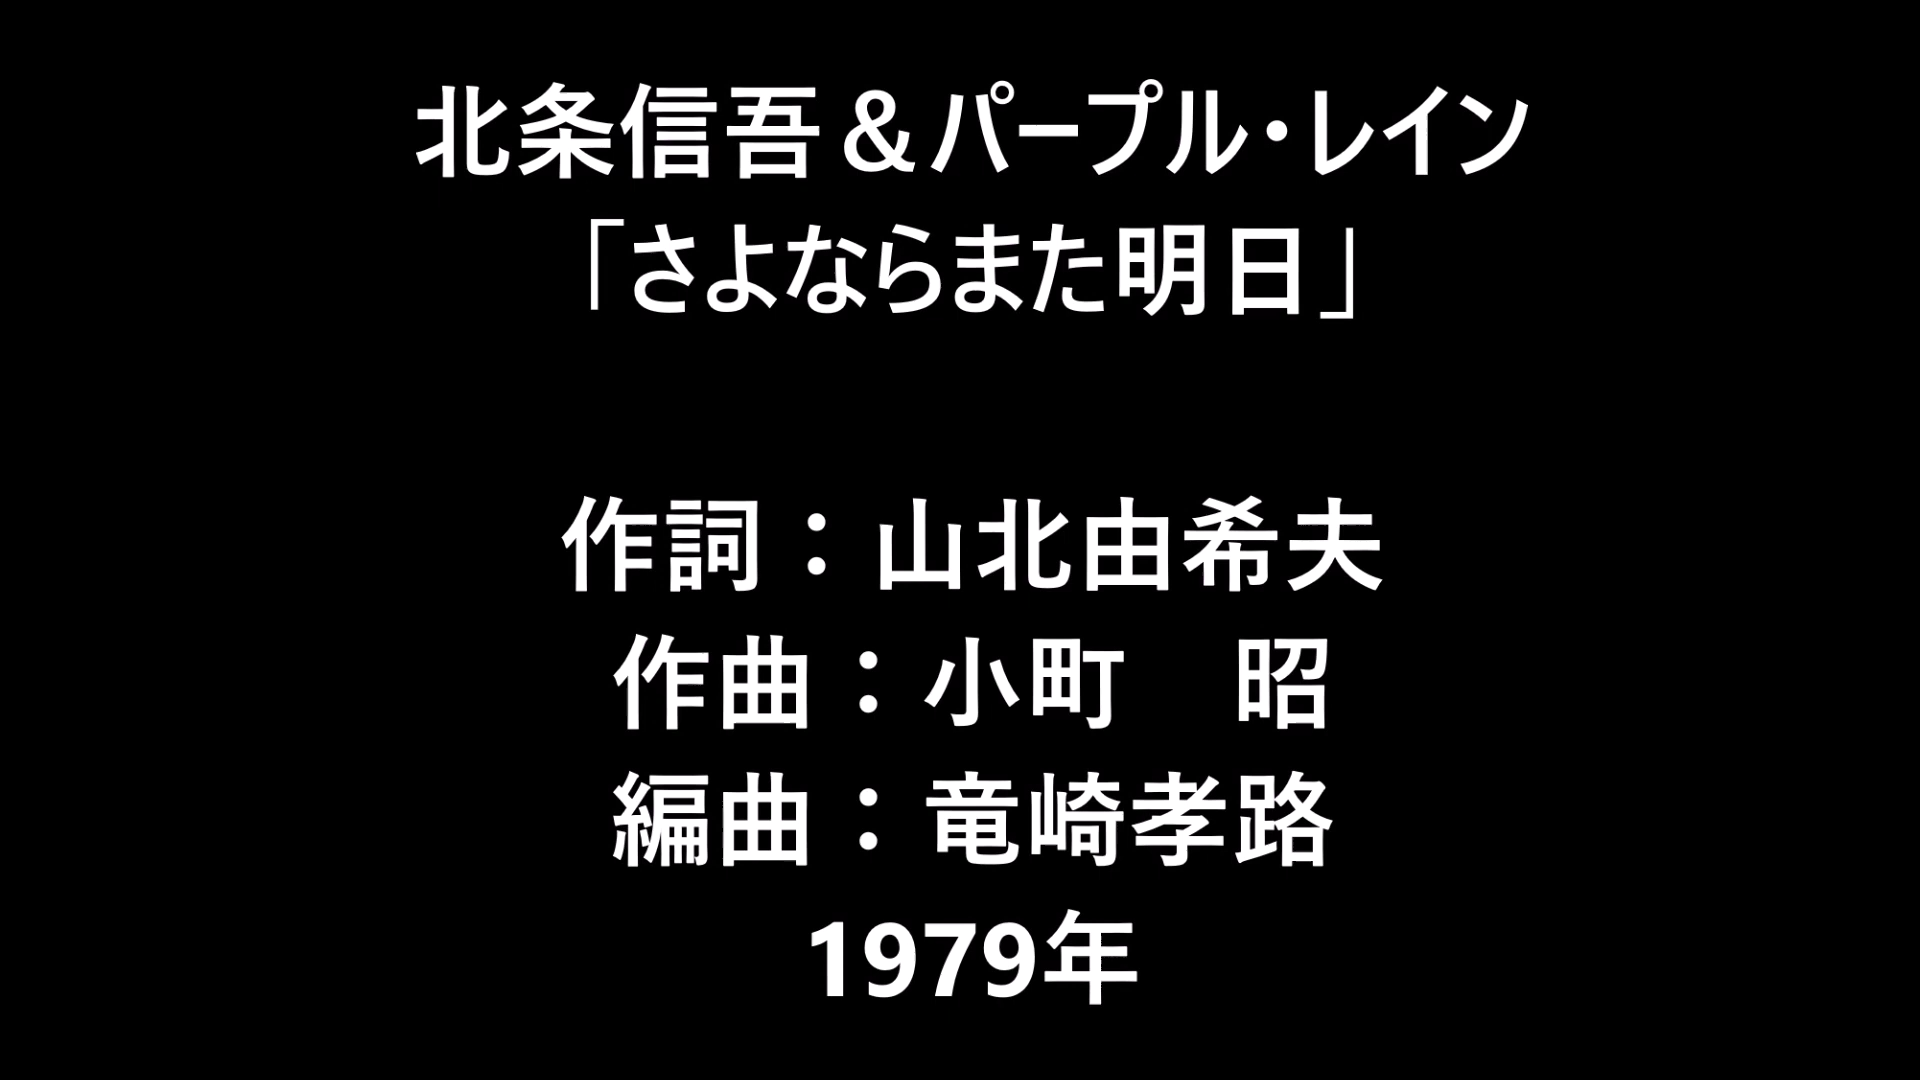 北条信吾＆パープル・レイン
「さよならまた明日」
作詞：山北由希夫
作曲：小町　昭
編曲：竜崎孝路
1979年